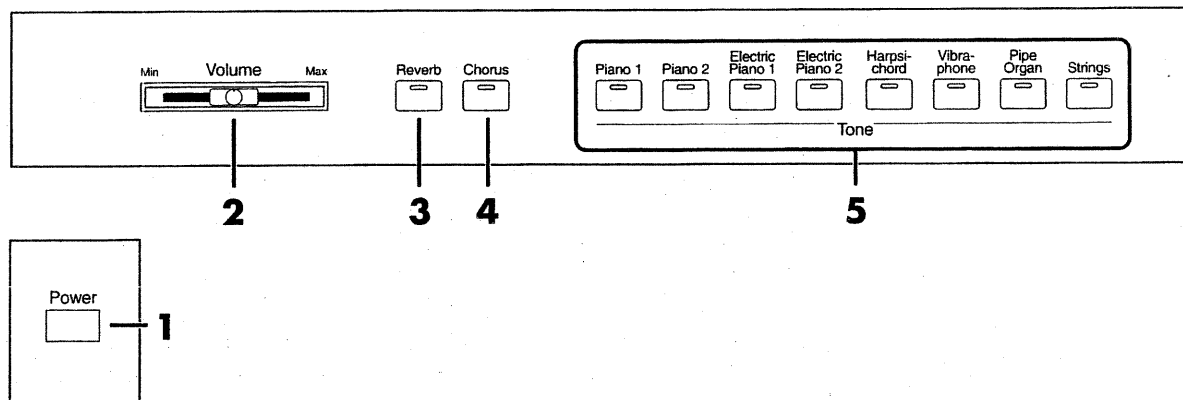 Min Volume Max
Reverb Chorus
Piano 1 Piano 2 Electric Piano 1 Electric Piano 2 Harpsi-chord Vibra-phone Pipe Organ Strings
Tone
2 3 4 5
Power
1